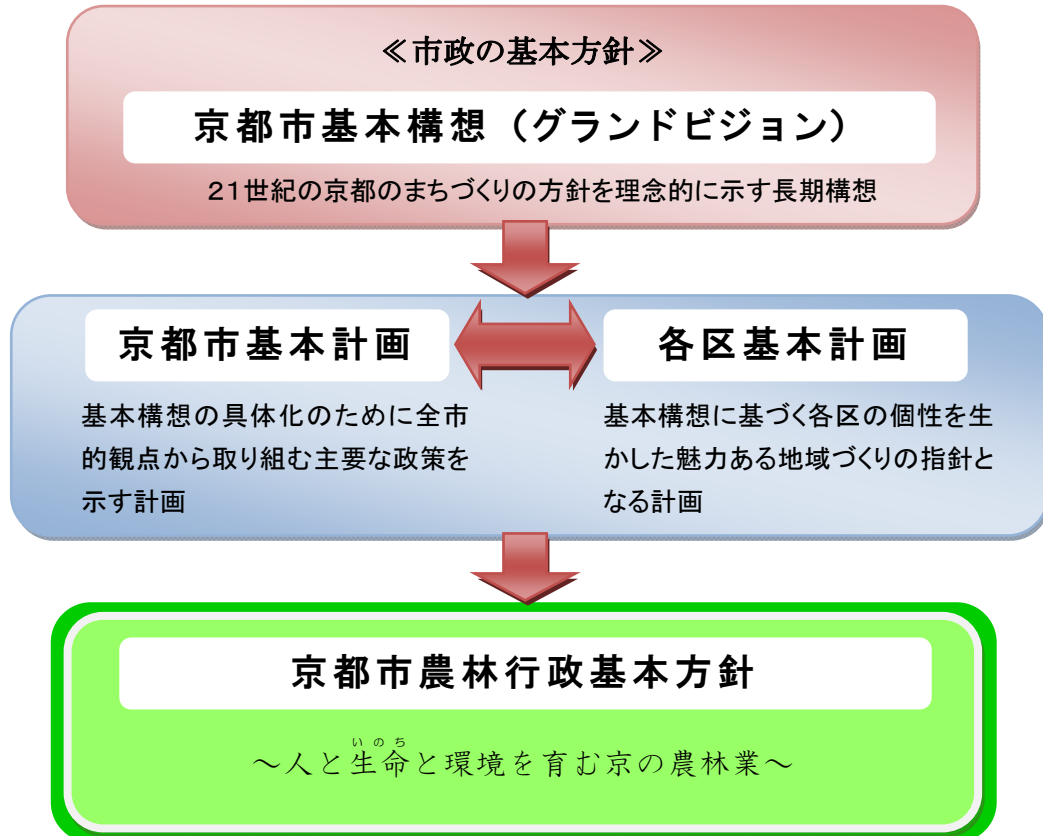 ≪市政の基本方針≫
京都市基本構想（グランドビジョン）
21世紀の京都のまちづくりの方針を理念的に示す長期構想
京都市基本計画
基本構想の具体化のために全市
的観点から取り組む主要な政策を
示す計画
各区基本計画
基本構想に基づく各区の個性を生
かした魅力ある地域づくりの指針と
なる計画
京都市農林行政基本方針
いのち
～人と生命と環境を育む京の農林業～